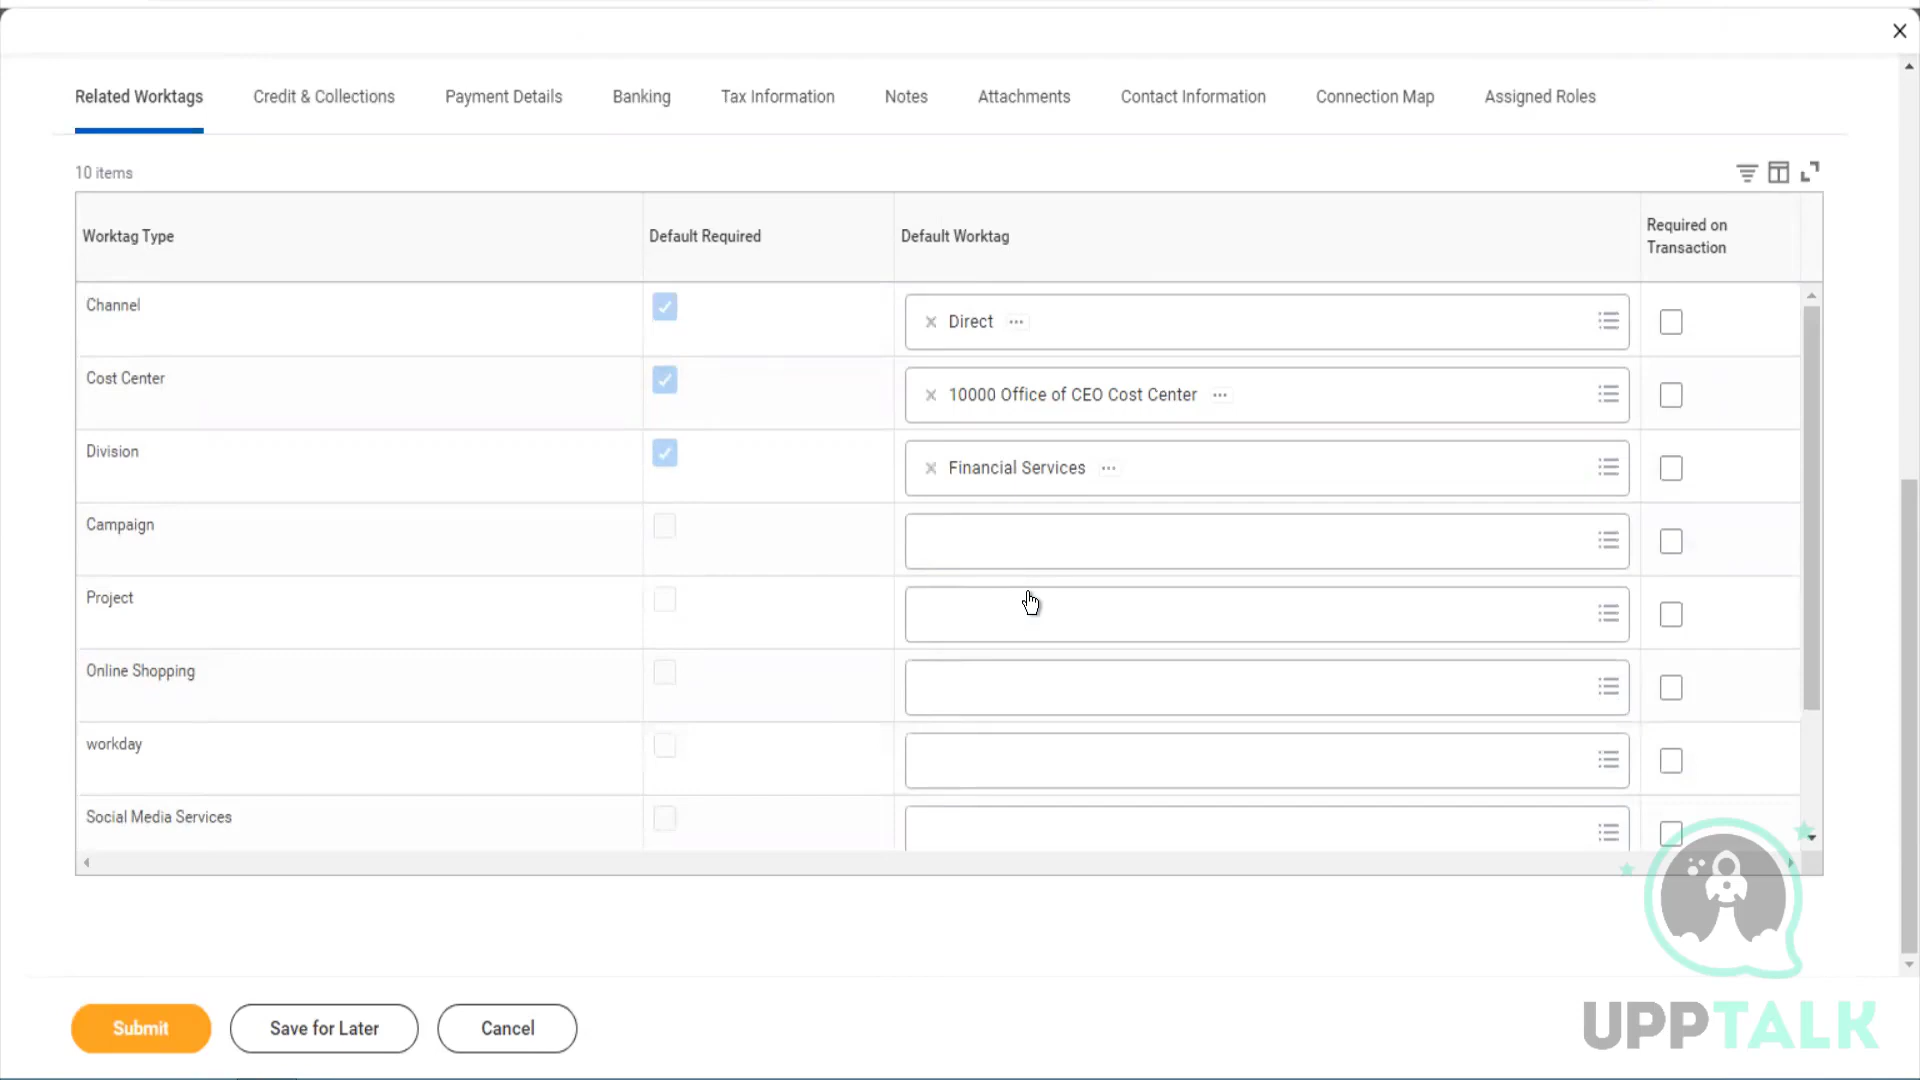 Related Worktags
Credit & Collections
Payment Details
Banking
Tax Information
Notes
Attachments
Contact Information
Connection Map
Assigned Roles
10 items
Worktag Type
Default Required
Default Worktag
Required on
Transaction
Channel
Direct
Cost Center
10000 Office of CEO Cost Center
Division
Financial Services
Campaign
Project
Online Shopping
workday
Social Media Services
Submit
Save for Later
Cancel
UPPTALK